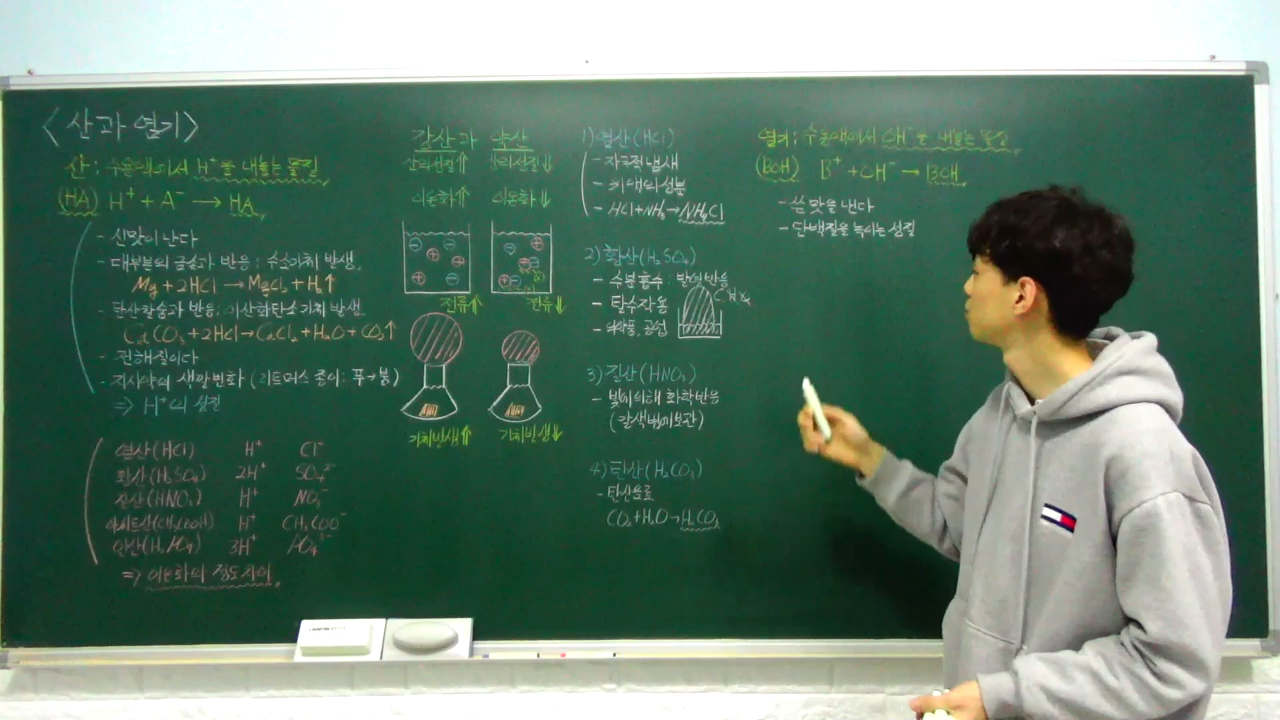 <산과 염기>
산: 수용액에서 H⁺을 내놓는 물질
(HA) H⁺ + A⁻ → HA
- 신맛이 난다
- 대부분의 금속과 반응: 수소기체 발생.
Mg + 2HCl → MgCl₂ + H₂↑
- 탄산칼슘과 반응: 이산화탄소 기체 발생.
CaCO₃ + 2HCl → CaCl₂ + H₂O + CO₂↑
- 전해질이다
- 지시약의 색깔변화 (리트머스 종이: 푸→붉)
⇒ H⁺의 성질
염산(HCl) H⁺ Cl⁻
황산(H₂SO₄) 2H⁺ SO₄²⁻
질산(HNO₃) H⁺ NO₃⁻
아세트산(CH₃COOH) H⁺ CH₃COO⁻
인산(H₃PO₄) 3H⁺ PO₄³⁻
⇒ 이온화의 정도차이.
강산과 약산
산의성질↑ 산의성질↓
이온화↑ 이온화↓
전류↑ 전류↓
기체발생↑ 기체발생↓
1) 염산(HCl)
- 자극적 냄새
- 위액의 성분
- HCl + NH₃ → NH₄Cl
2) 황산(H₂SO₄)
- 수분흡수: 발열반응
- 탈수작용
- 의약품, 공업
3) 질산(HNO₃)
- 빛에 의해 화학반응
(갈색병에 보관)
4) 탄산(H₂CO₃)
- 탄산음료
CO₂ + H₂O → H₂CO₃
염기: 수용액에서 OH⁻을 내놓는 물질
(BOH) B⁺ + OH⁻ → BOH
- 쓴 맛을 낸다
- 단백질을 녹이는 성질